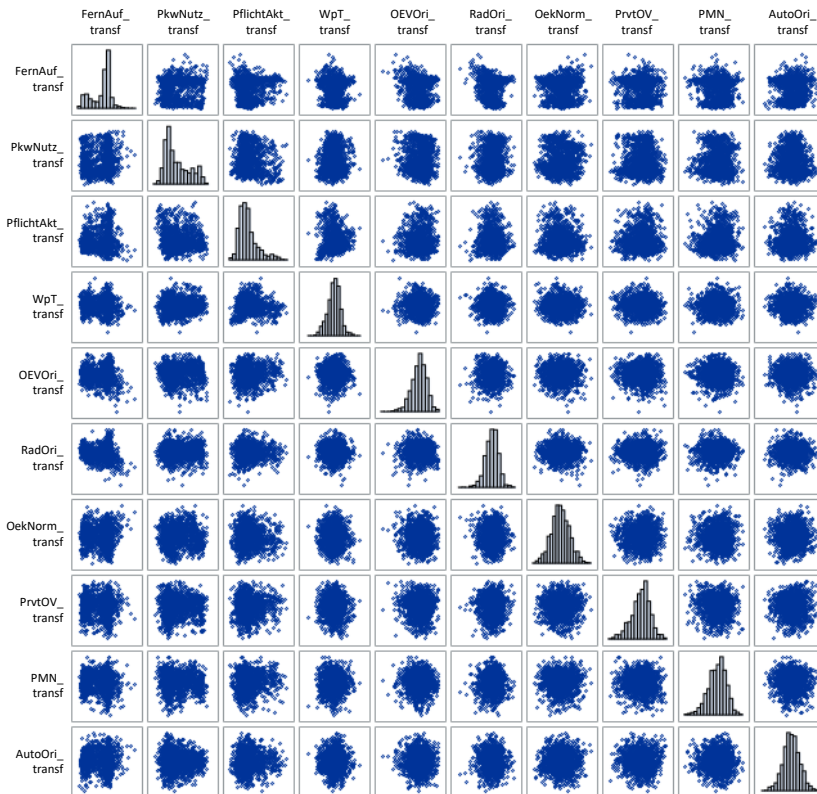 FernAuf_ PkwNutz_ PflichtAkt_ WpT_ OEVOri_ RadOri_ OekNorm_ PrvtOV_ PMN_ AutoOri_
transf transf transf transf transf transf transf transf transf transf
FernAuf_
transf
PkwNutz_
transf
PflichtAkt_
transf
WpT_
transf
OEVOri_
transf
RadOri_
transf
OekNorm_
transf
PrvtOV_
transf
PMN_
transf
AutoOri_
transf